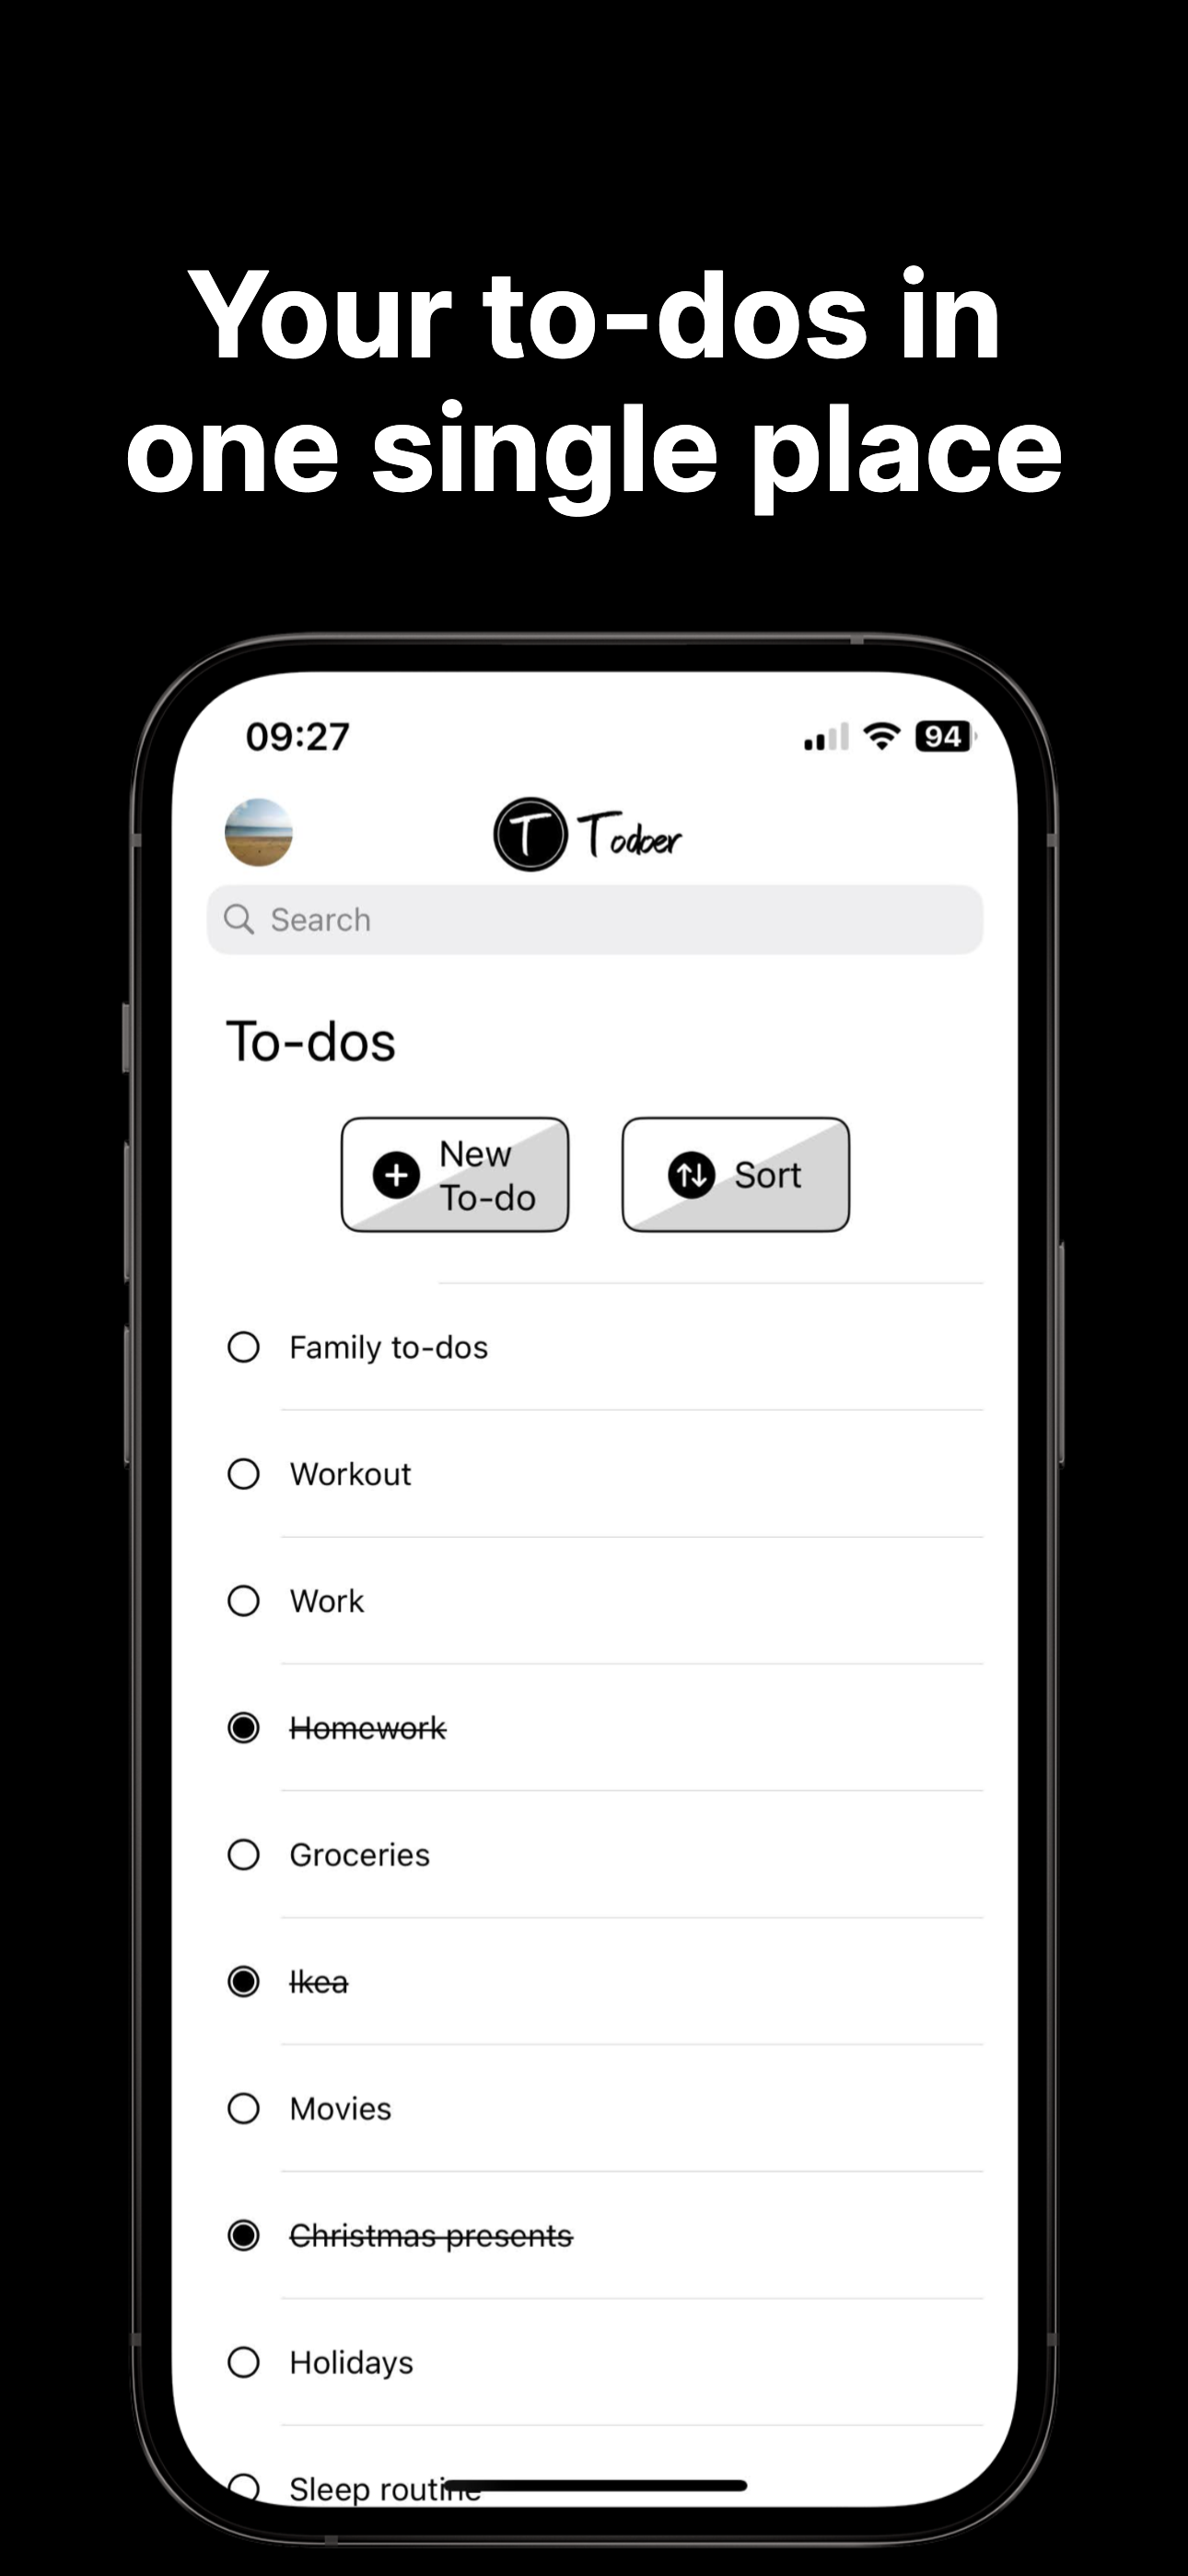 Your to-dos in
one single place
09:27
94
T Todoer
Search
To-dos
New
To-do
Sort
Family to-dos
Workout
Work
Homework
Groceries
Ikea
Movies
Christmas presents
Holidays
Sleep routine